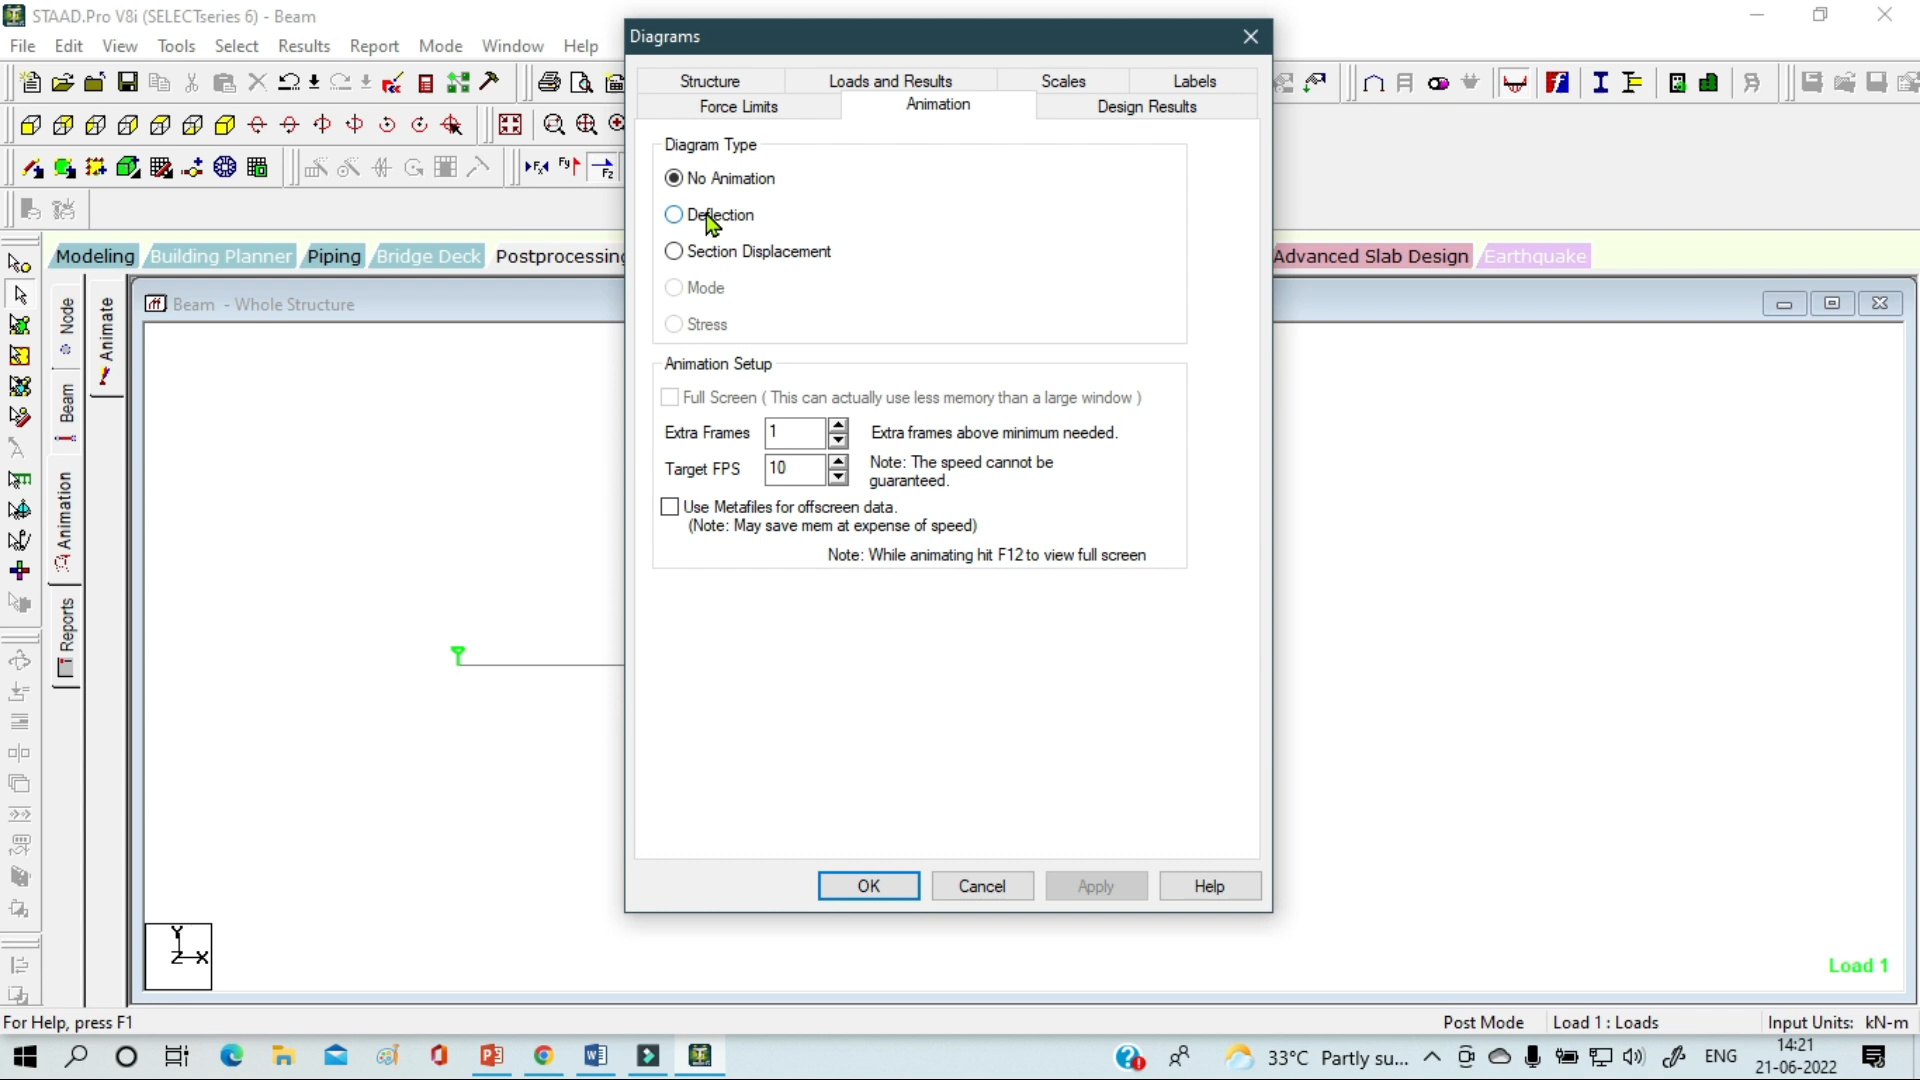 STAAD.Pro V8i (SELECTseries 6) - Beam
File Edit View Tools Select Results Report Mode Window Help
Diagrams
Structure Loads and Results Scales Labels
Force Limits Animation Design Results
Diagram Type
No Animation
Deflection
Section Displacement
Mode
Stress
Animation Setup
Full Screen ( This can actually use less memory than a large window )
Extra Frames 1 Extra frames above minimum needed.
Target FPS 10 Note: The speed cannot be
guaranteed.
Use Metafiles for offscreen data.
(Note: May save mem at expense of speed)
Note: While animating hit F12 to view full screen
OK Cancel Apply Help
Modeling Building Planner Piping Bridge Deck Postprocessing Advanced Slab Design Earthquake
Beam - Whole Structure
Node
Beam
Animation
Reports
Animate
Fx Fy Fz
Y
Z X
Load 1
For Help, press F1 Post Mode Load 1 : Loads Input Units: kN-m
33°C Partly su... ENG 14:21
21-06-2022